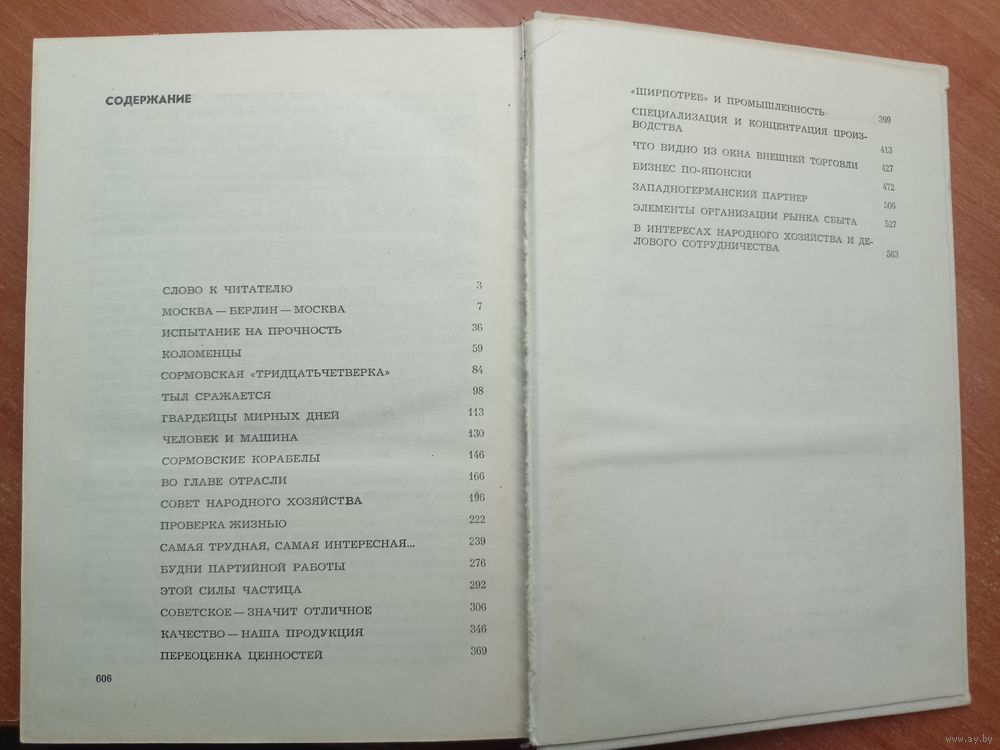 СОДЕРЖАНИЕ
СЛОВО К ЧИТАТЕЛЮ 3
МОСКВА — БЕРЛИН — МОСКВА 7
ИСПЫТАНИЕ НА ПРОЧНОСТЬ 36
КОЛОМЕНЦЫ 59
СОРМОВСКАЯ «ТРИДЦАТЬЧЕТВЕРКА» 84
ТЫЛ СРАЖАЕТСЯ 98
ГВАРДЕЙЦЫ МИРНЫХ ДНЕЙ 113
ЧЕЛОВЕК И МАШИНА 130
СОРМОВСКИЕ КОРАБЕЛЫ 146
ВО ГЛАВЕ ОТРАСЛИ 166
СОВЕТ НАРОДНОГО ХОЗЯЙСТВА 196
ПРОВЕРКА ЖИЗНЬЮ 222
САМАЯ ТРУДНАЯ, САМАЯ ИНТЕРЕСНАЯ... 239
БУДНИ ПАРТИЙНОЙ РАБОТЫ 276
ЭТОЙ СИЛЫ ЧАСТИЦА 292
СОВЕТСКОЕ — ЗНАЧИТ ОТЛИЧНОЕ 306
КАЧЕСТВО — НАША ПРОДУКЦИЯ 346
ПЕРЕОЦЕНКА ЦЕННОСТЕЙ 369
606
«ШИРПОТРЕБ» И ПРОМЫШЛЕННОСТЬ 399
СПЕЦИАЛИЗАЦИЯ И КОНЦЕНТРАЦИЯ ПРОИЗ-
ВОДСТВА 413
ЧТО ВИДНО ИЗ ОКНА ВНЕШНЕЙ ТОРГОВЛИ 427
БИЗНЕС ПО-ЯПОНСКИ 472
ЗАПАДНОГЕРМАНСКИЙ ПАРТНЕР 506
ЭЛЕМЕНТЫ ОРГАНИЗАЦИИ РЫНКА СБЫТА 527
В ИНТЕРЕСАХ НАРОДНОГО ХОЗЯЙСТВА И ДЕ-
ЛОВОГО СОТРУДНИЧЕСТВА 563
www.ay.by